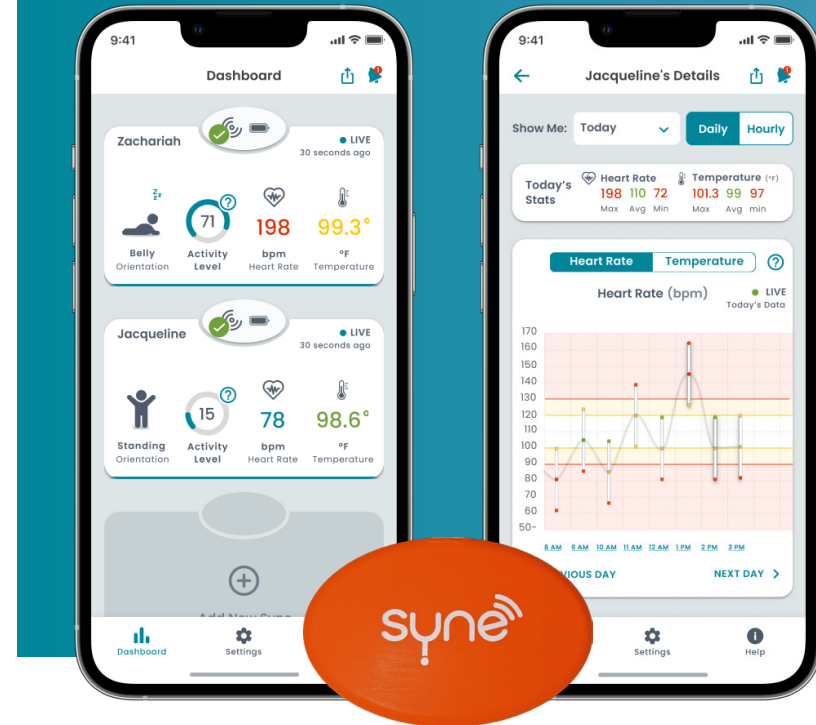 9:41
Dashboard
1
Zachariah
LIVE
30 seconds ago
z z z
71
?
198
99.3°
Belly
Orientation
Activity
Level
bpm
Heart Rate
°F
Temperature
Jacqueline
LIVE
30 seconds ago
15
?
78
98.6°
Standing
Orientation
Activity
Level
bpm
Heart Rate
°F
Temperature
Dashboard
Settings
syne
9:41
Jacqueline's Details
1
Show Me:
Today
Daily
Hourly
Today's
Stats
Heart Rate
198 110 72
Max Avg Min
Temperature (°F)
101.3 99 97
Max Avg min
Heart Rate
Temperature
?
Heart Rate (bpm)
LIVE
Today's Data
170
160
150
140
130
120
110
100
90
80
70
60
50-
8 AM 9 AM 10 AM 11 AM 12 AM 1 PM 2 PM 3 PM
IOUS DAY
NEXT DAY
Settings
Help